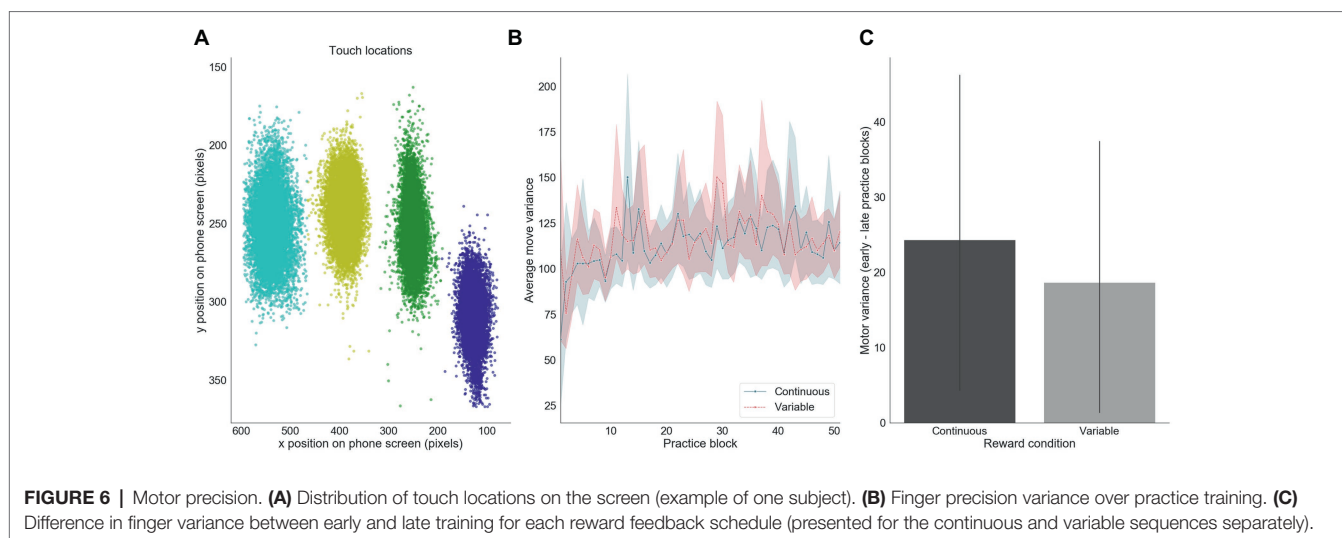 A
Touch locations
150
200
250
300
350
y position on phone screen (pixels)
600 500 400 300 200 100
x position on phone screen (pixels)
B
200
175
150
125
100
75
50
25
Average move variance
Continuous
Variable
10 20 30 40 50
Practice block
C
40
30
20
10
0
Motor variance (early - late practice blocks)
Continuous Variable
Reward condition
FIGURE 6 | Motor precision. (A) Distribution of touch locations on the screen (example of one subject). (B) Finger precision variance over practice training. (C)
Difference in finger variance between early and late training for each reward feedback schedule (presented for the continuous and variable sequences separately).